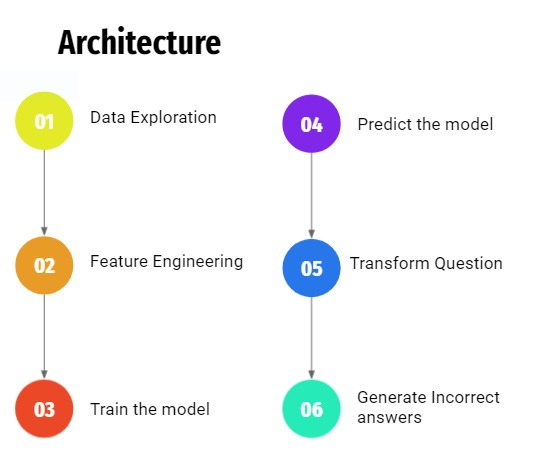 Architecture
01
Data Exploration
02
Feature Engineering
03
Train the model
04
Predict the model
05
Transform Question
06
Generate Incorrect
answers